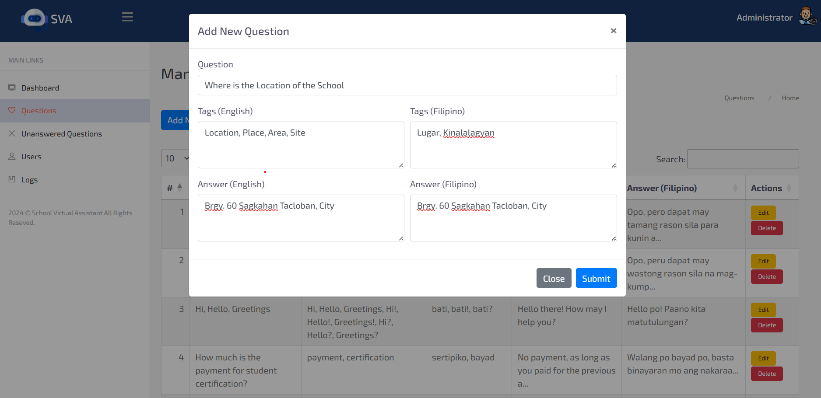 SVA
Administrator
Add New Question
×
MAIN LINKS
Dashboard
Questions
Unanswered Questions
Users
Logs
2024 © School Virtual Assistant All Rights
Reserved.
Questions / Home
Question
Where is the Location of the School
Tags (English)
Tags (Filipino)
Location, Place, Area, Site
Lugar, Kinalalagyan
Answer (English)
Answer (Filipino)
Brgy. 60 Sagkahan Tacloban, City
Brgy. 60 Sagkahan Tacloban, City
Close
Submit
10
Search:
#
Answer (Filipino)
Actions
1
Opo, pero dapat may
tamang rason sila para
kunin a...
Edit
Delete
2
Opo, pero dapat may
wastong rason sila na mag-
kump...
Edit
Delete
3
Hi, Hello, Greetings
Hi, Hello, Greetings, Hi!,
Hello!, Greetings!, Hi?,
Hello?, Greetings?
bati, bati!, bati?
Hello there! How may I
help you?
Hello po! Paano kita
matutulungan?
Edit
Delete
4
How much is the
payment for student
certification?
payment, certification
sertipiko, bayad
No payment, as long as
you paid for the previous
a...
Walang po bayad po, basta
binayaran mo ang nakaraa...
Edit
Delete